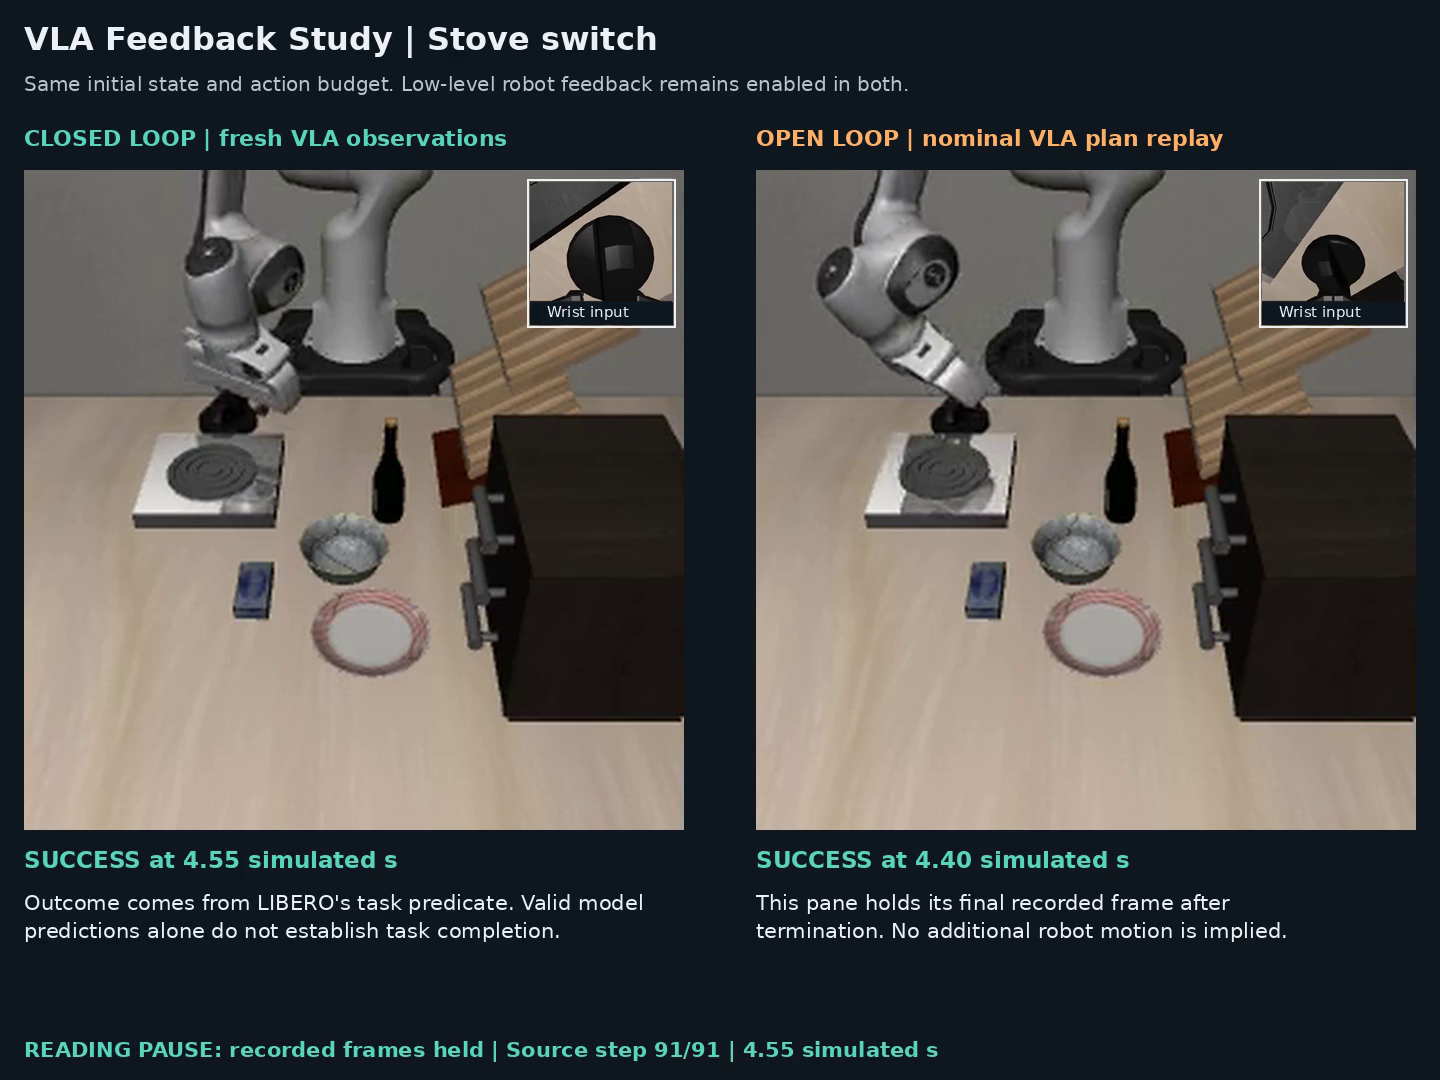 VLA Feedback Study | Stove switch
Same initial state and action budget. Low-level robot feedback remains enabled in both.
CLOSED LOOP | fresh VLA observations
Wrist input
SUCCESS at 4.55 simulated s
Outcome comes from LIBERO's task predicate. Valid model
predictions alone do not establish task completion.
OPEN LOOP | nominal VLA plan replay
Wrist input
SUCCESS at 4.40 simulated s
This pane holds its final recorded frame after
termination. No additional robot motion is implied.
READING PAUSE: recorded frames held | Source step 91/91 | 4.55 simulated s